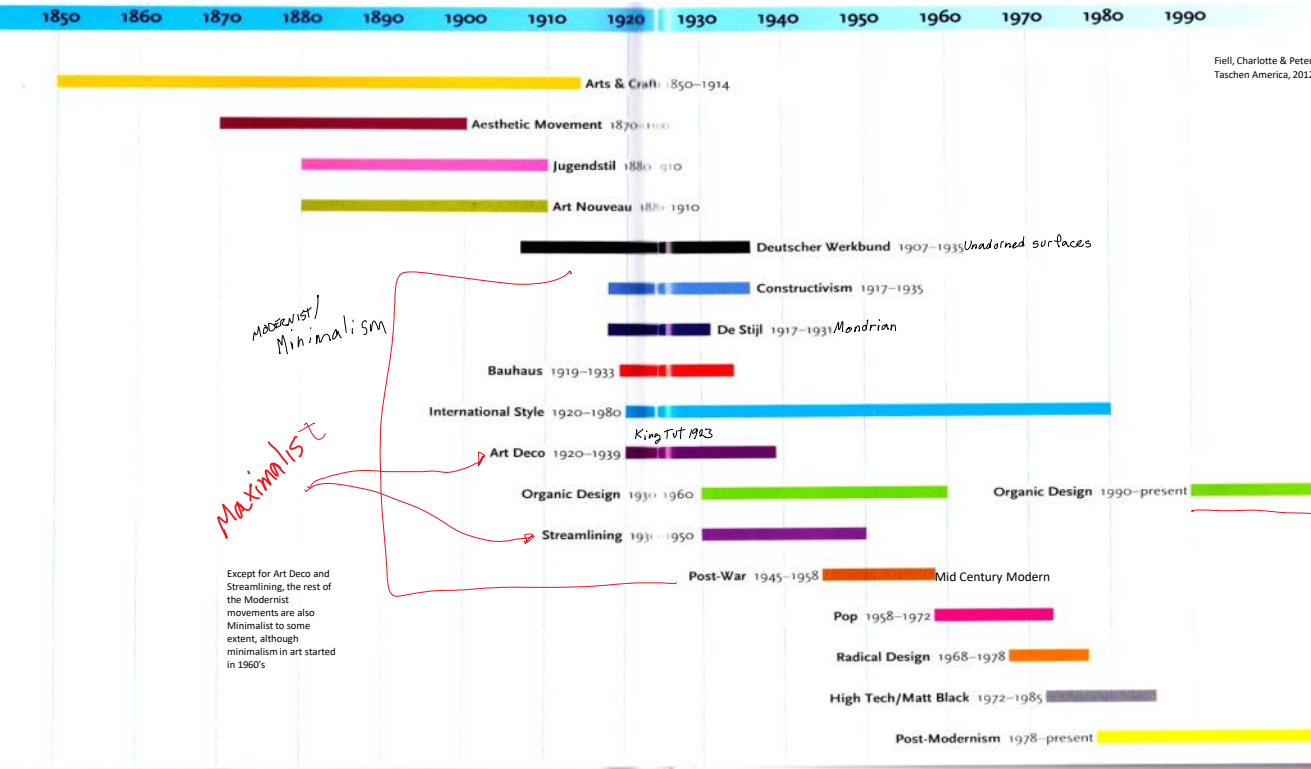 1850 1860 1870 1880 1890 1900 1910 1920 1930 1940 1950 1960 1970 1980 1990
Fiell, Charlotte & Peter
Taschen America, 2012
Arts & Craft 1850–1914
Aesthetic Movement 1870–1900
Jugendstil 1880 910
Art Nouveau 1880–1910
Deutscher Werkbund 1907–1935 Unadorned surfaces
Constructivism 1917–1935
MODERNIST/
Minimalism
De Stijl 1917–1931 Mondrian
Bauhaus 1919–1933
International Style 1920–1980
King TUT 1923
Maximalist
Art Deco 1920–1939
Organic Design 1930 1960
Organic Design 1990–present
Streamlining 1930–1950
Except for Art Deco and
Streamlining, the rest of
the Modernist
movements are also
Minimalist to some
extent, although
minimalism in art started
in 1960's
Post-War 1945–1958 Mid Century Modern
Pop 1958–1972
Radical Design 1968–1978
High Tech/Matt Black 1972–1985
Post-Modernism 1978–present